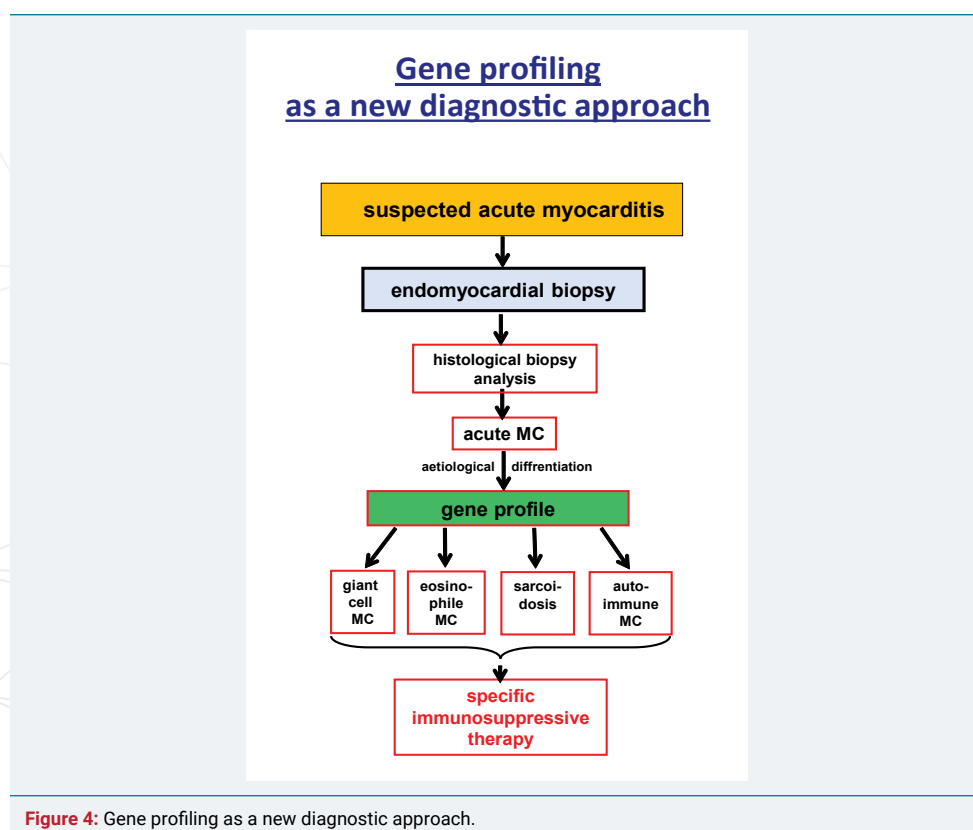 Gene profiling
as a new diagnostic approach
suspected acute myocarditis
endomyocardial biopsy
histological biopsy
analysis
acute MC
aetiological diffrentiation
gene profile
giant
cell
MC
eosino-
phile
MC
sarcoi-
dosis
auto-
immune
MC
specific
immunosuppressive
therapy
Figure 4: Gene profiling as a new diagnostic approach.